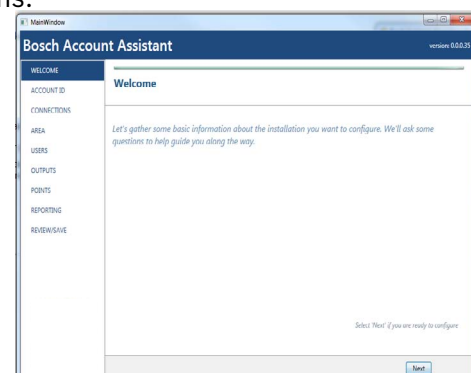 ns.
MainWindow
Bosch Account Assistant
version: 0.0.0.35
WELCOME
ACCOUNT ID
CONNECTIONS
AREA
USERS
OUTPUTS
POINTS
REPORTING
REVIEW/SAVE
Welcome
Let's gather some basic information about the installation you want to configure. We'll ask some
questions to help guide you along the way.
Select 'Next' if you are ready to configure
Next